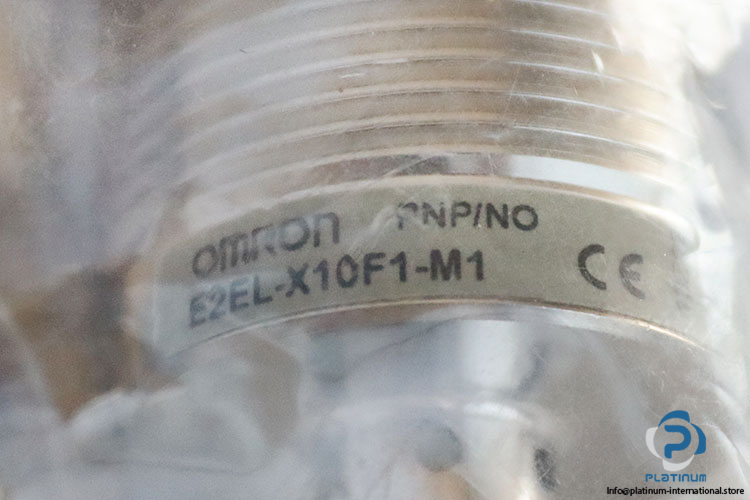 OMRON PNP/NO
E2EL-X10F1-M1 CE
PLATINUM
Info@platinum-international.store